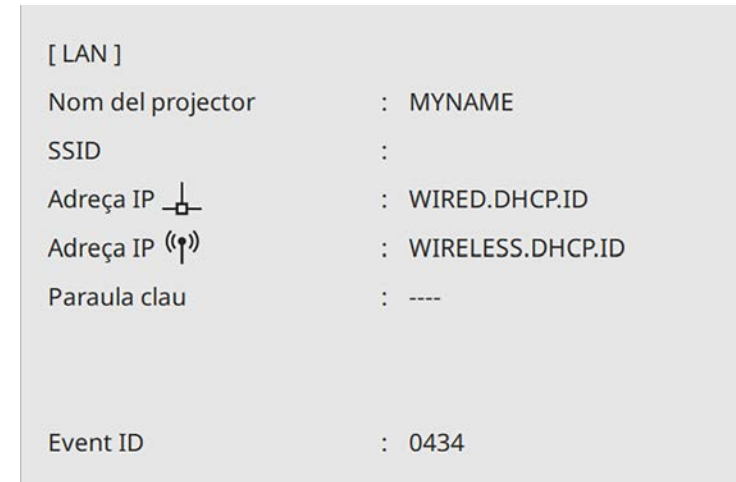 [ LAN ]
Nom del projector : MYNAME
SSID :
Adreça IP : WIRED.DHCP.ID
Adreça IP : WIRELESS.DHCP.ID
Paraula clau : ----
Event ID : 0434